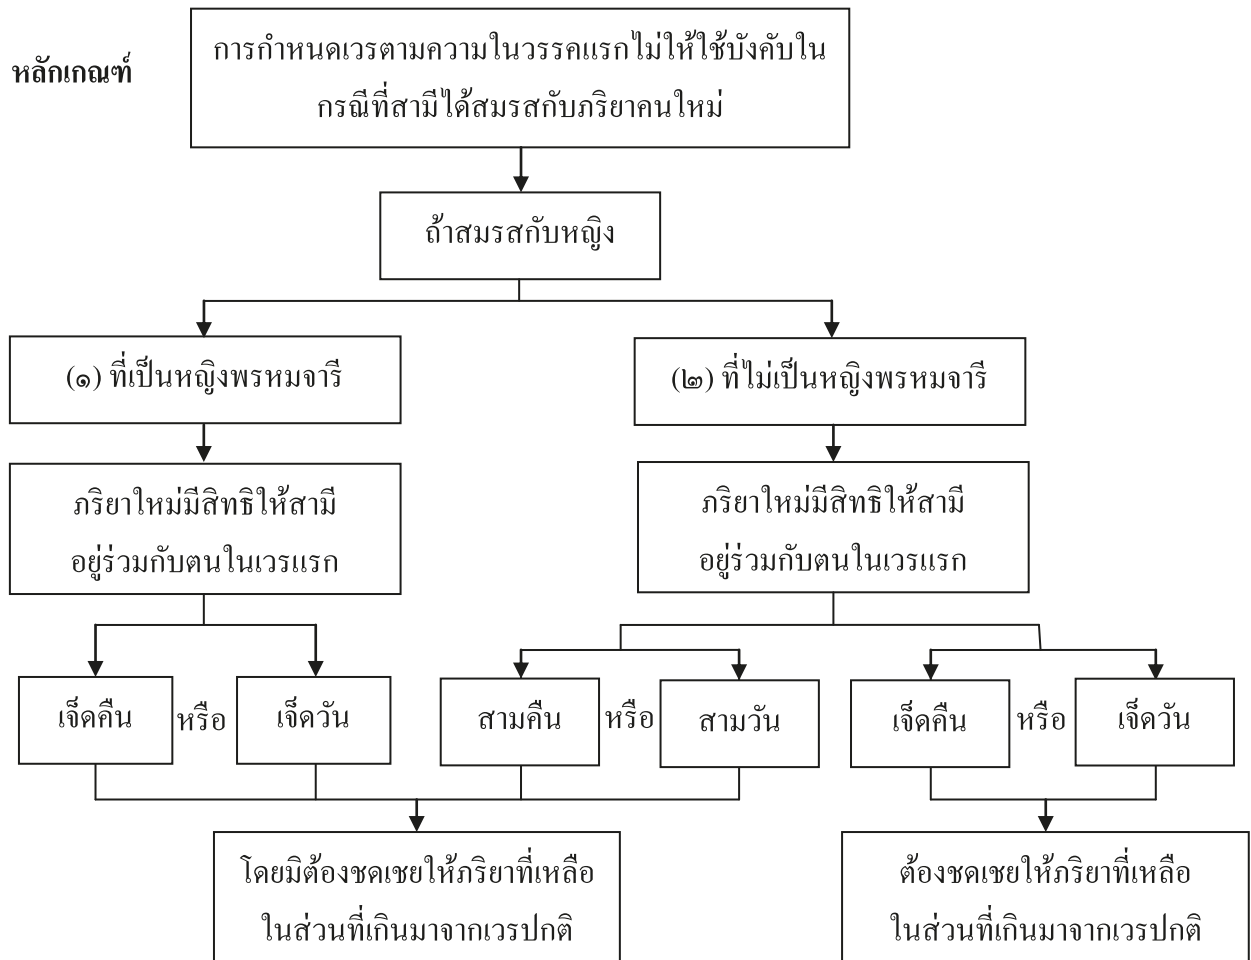 หลักเกณฑ์
การกำหนดเวรตามความในวรรคแรกไม่ให้ใช้บังคับใน
กรณีที่สามีได้สมรสกับภริยาคนใหม่
ถ้าสมรสกับหญิง
(๑) ที่เป็นหญิงพรหมจารี
(๒) ที่ไม่เป็นหญิงพรหมจารี
ภริยาใหม่มีสิทธิให้สามี
อยู่ร่วมกับตนในเวรแรก
ภริยาใหม่มีสิทธิให้สามี
อยู่ร่วมกับตนในเวรแรก
เจ็ดคืน หรือ เจ็ดวัน
สามคืน หรือ สามวัน
เจ็ดคืน หรือ เจ็ดวัน
โดยมิต้องชดเชยให้ภริยาที่เหลือ
ในส่วนที่เกินมาจากเวรปกติ
ต้องชดเชยให้ภริยาที่เหลือ
ในส่วนที่เกินมาจากเวรปกติ